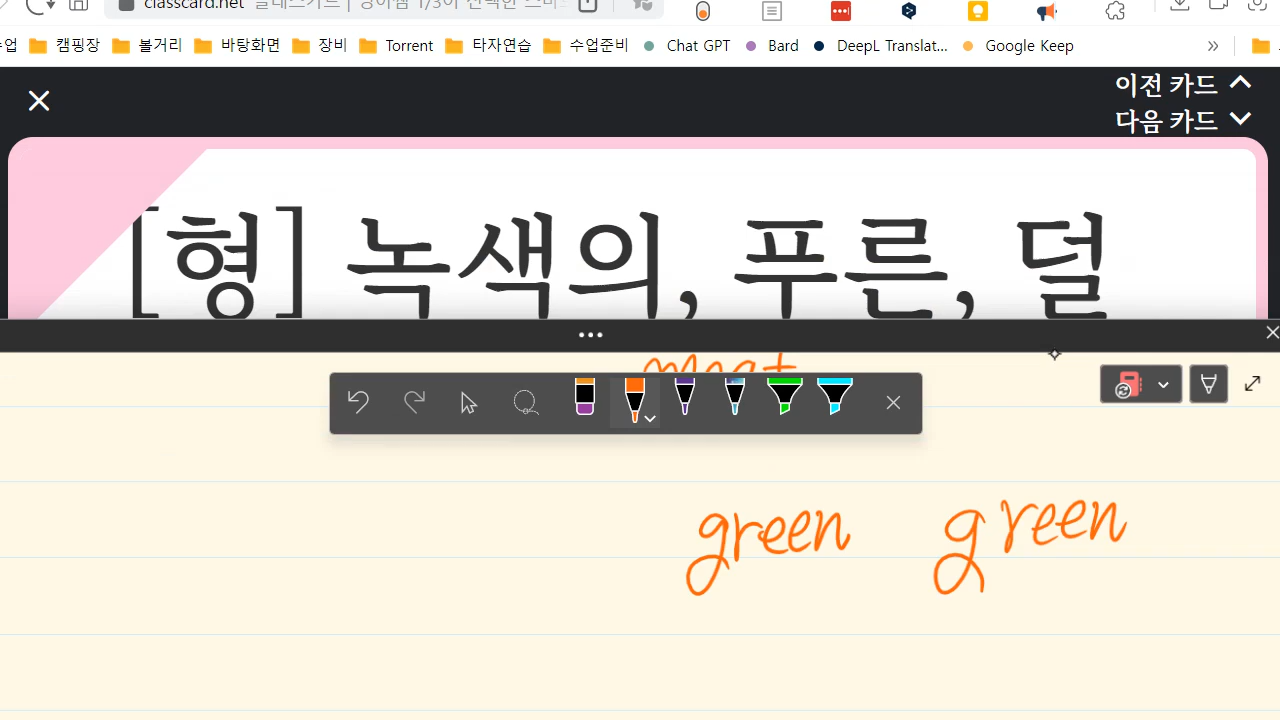 classcard.net
캠핑장 볼거리 바탕화면 장비 Torrent 타자연습 수업준비 Chat GPT Bard DeepL Translat... Google Keep »
이전 카드
다음 카드
[형] 녹색의, 푸른, 덜
green green